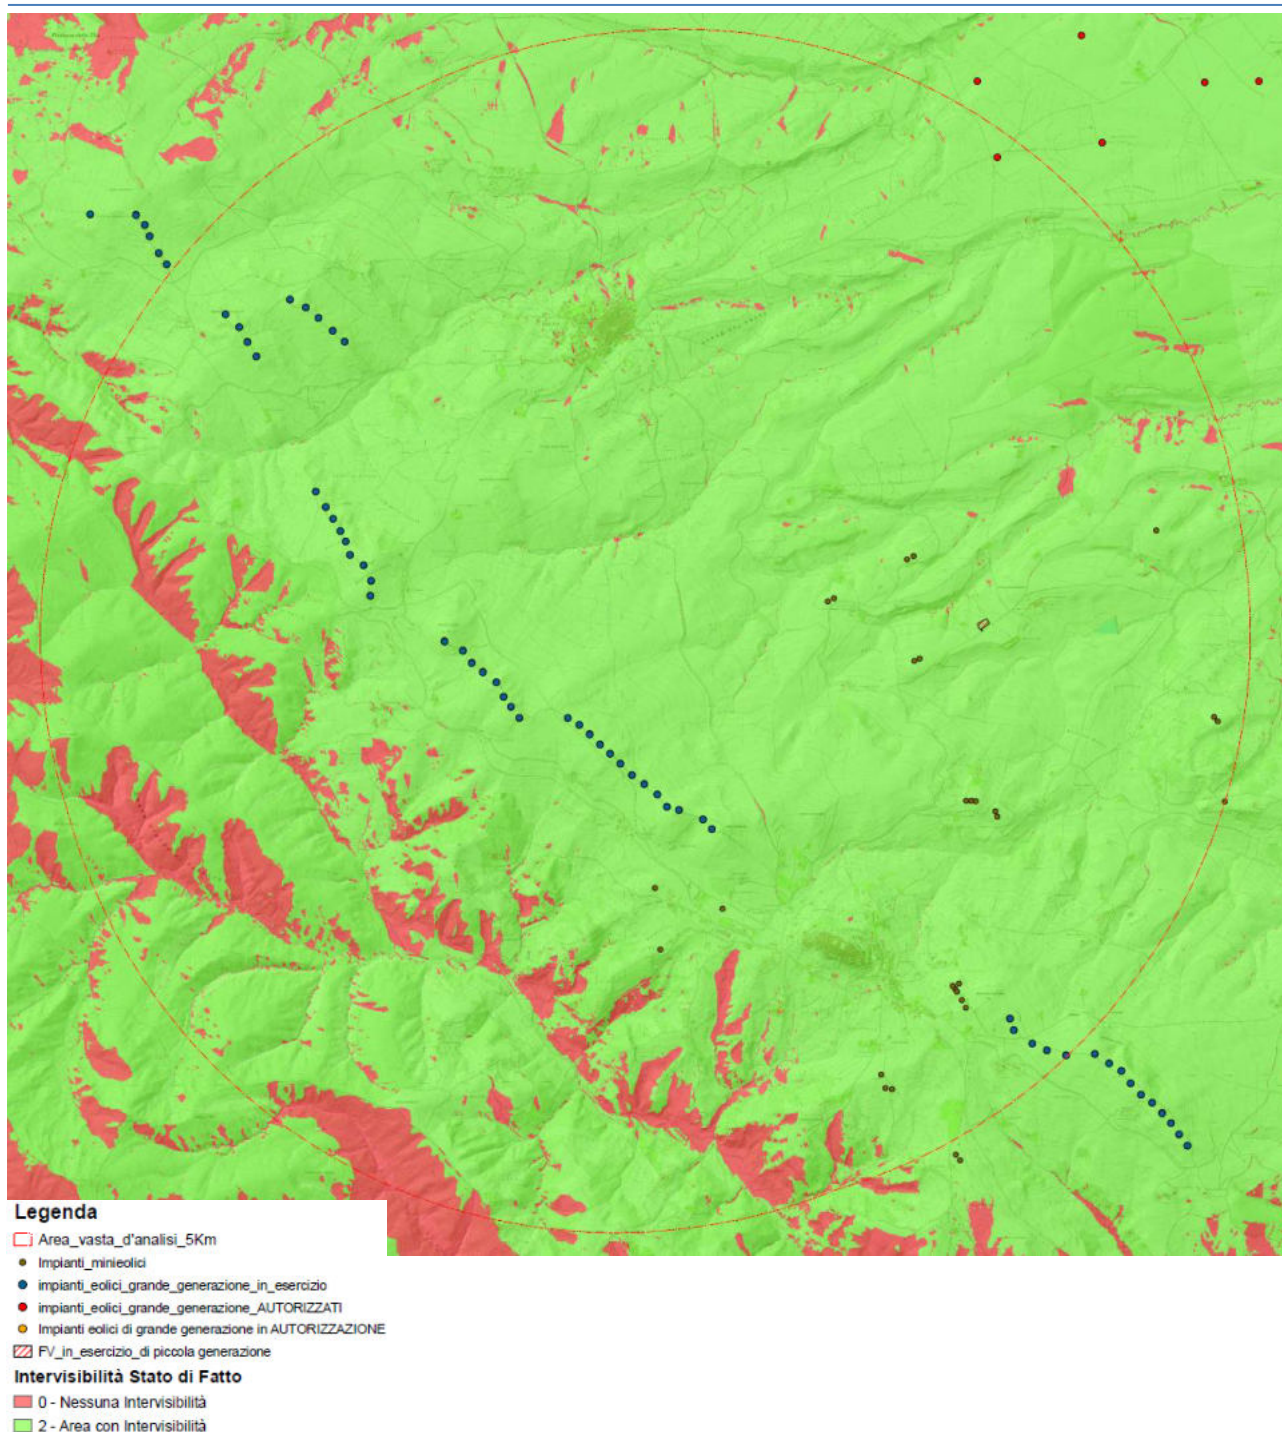 Legenda
Area_vasta_d'analisi_5Km
Impianti_minieolici
impianti_eolici_grande_generazione_in_esercizio
impianti_eolici_grande_generazione_AUTORIZZATI
Impianti eolici di grande generazione in AUTORIZZAZIONE
FV_in_esercizio_di piccola generazione
Intervisibilità Stato di Fatto
0 - Nessuna Intervisibilità
2 - Area con Intervisibilità